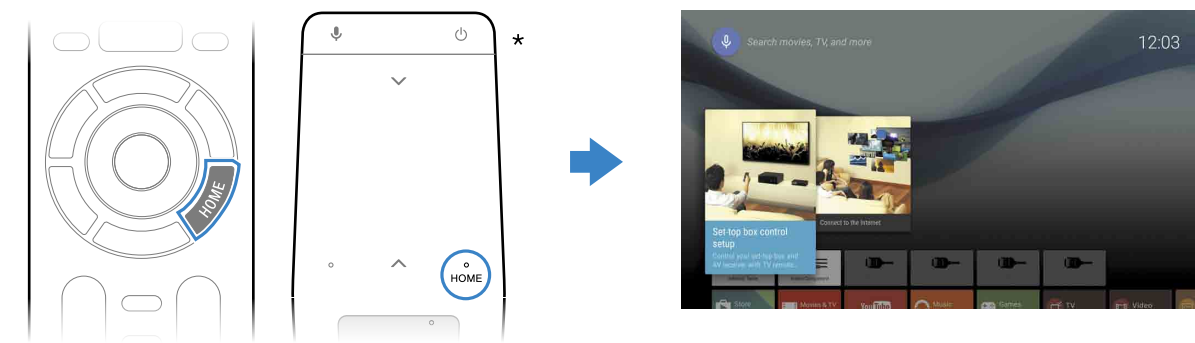 HOME
*
HOME
Search movies, TV, and more
12:03
Connect to the Internet
Set-top box control
setup
Control your set-top box and
AV receiver with TV remote...
Store
Movies & TV
YouTube
Music
Games
TV
Video